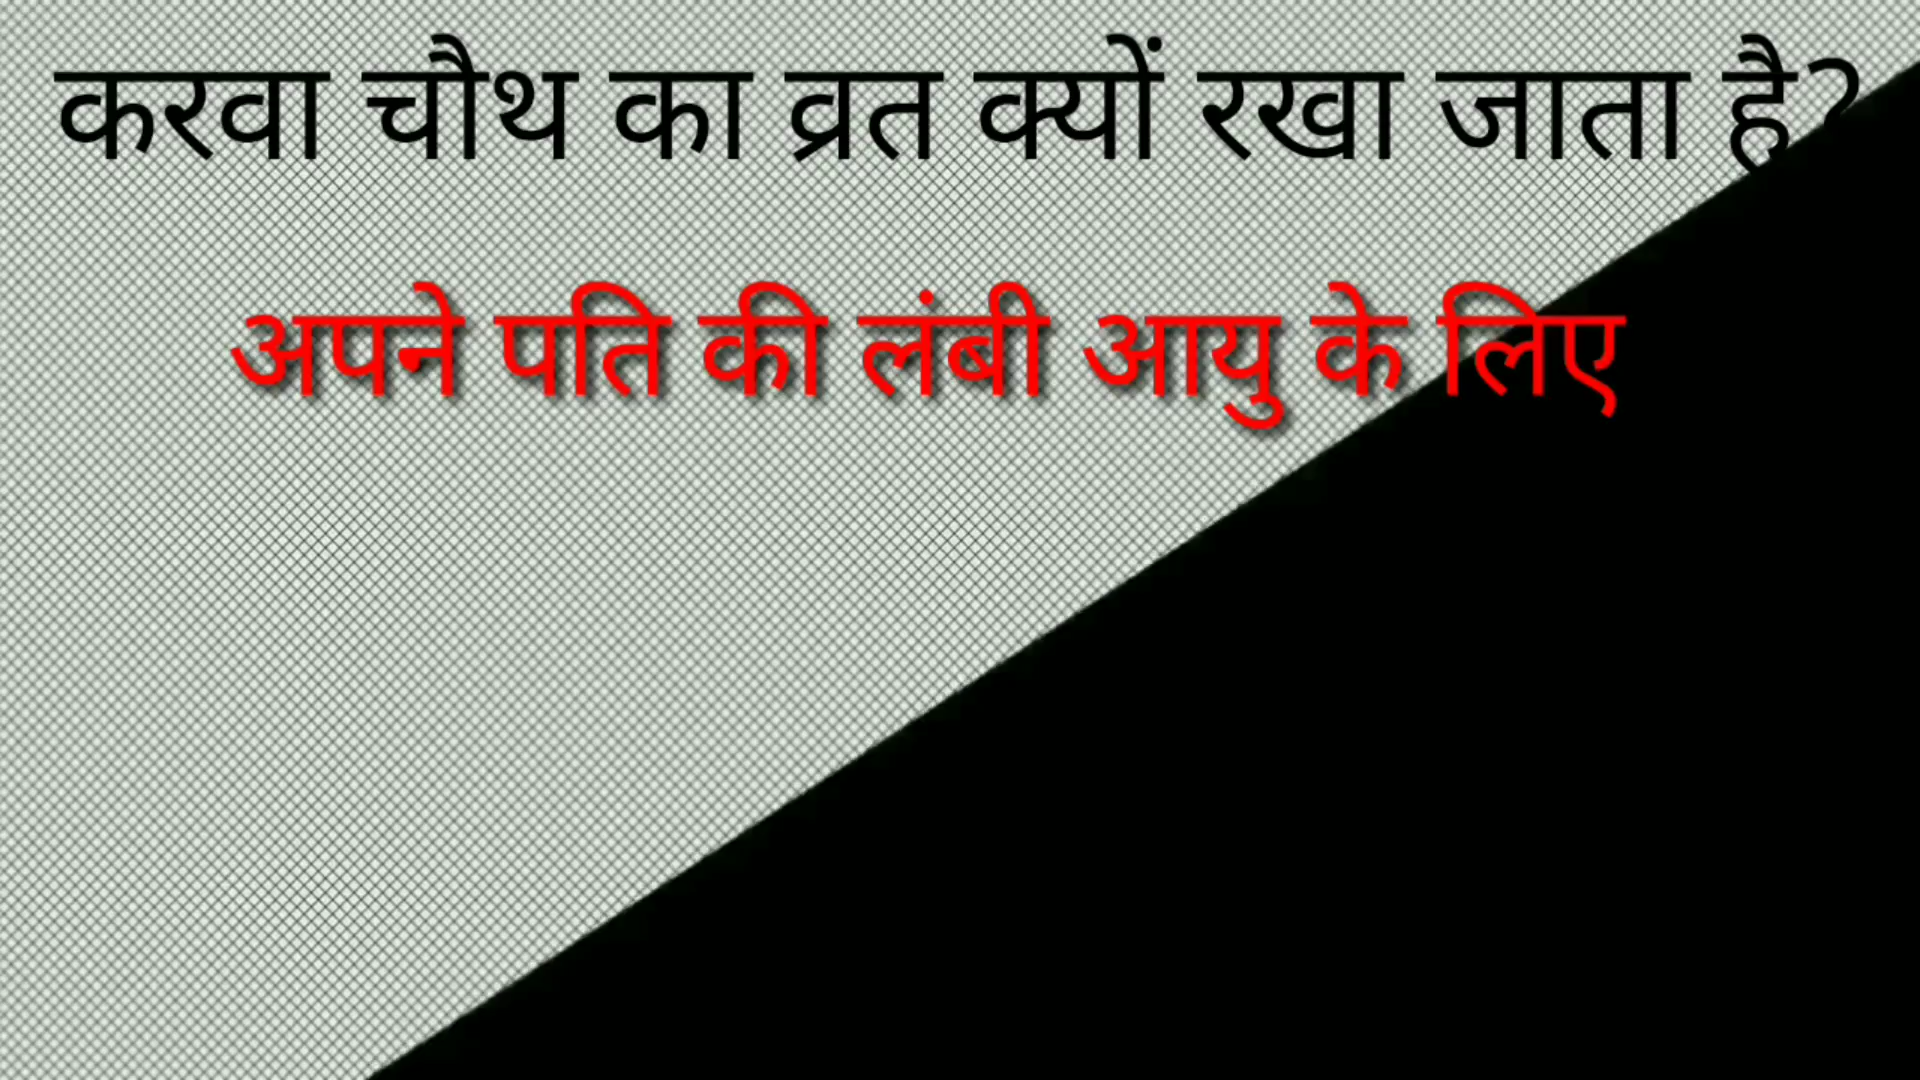 करवा चौथ का व्रत क्यों रखा जाता है?
अपने पति की लंबी आयु के लिए